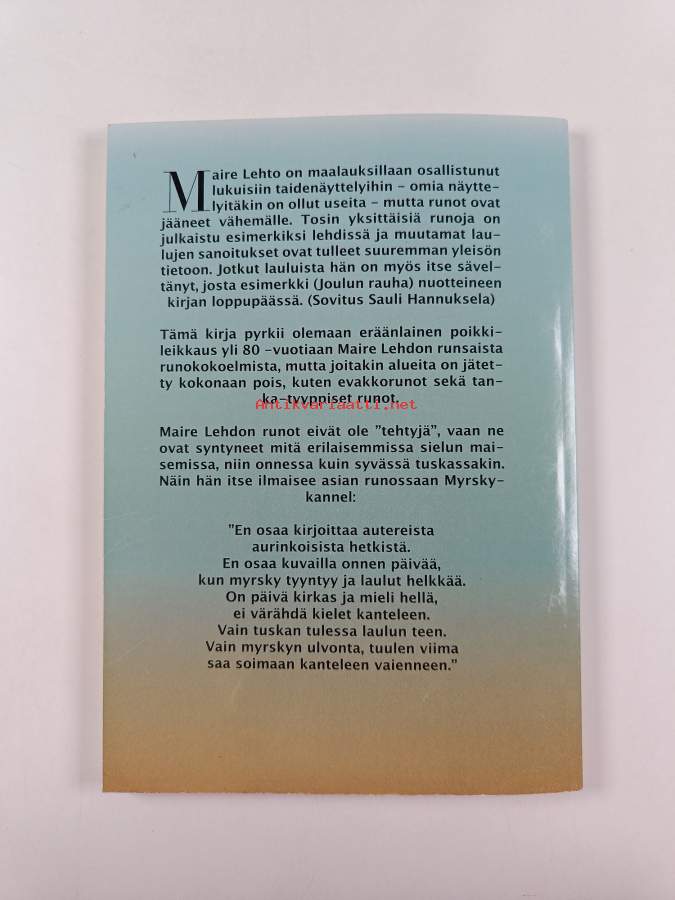 Maire Lehto on maalauksillaan osallistunut
lukuisiin taidenäyttelyihin – omia näytte-
lyitäkin on ollut useita – mutta runot ovat
jääneet vähemälle. Tosin yksittäisiä runoja on
julkaistu esimerkiksi lehdissä ja muutamat lau-
lujen sanoitukset ovat tulleet suuremman yleisön
tietoon. Jotkut lauluista hän on myös itse sävel-
tänyt, josta esimerkki (Joulun rauha) nuotteineen
kirjan loppupäässä. (Sovitus Sauli Hannuksela)
Tämä kirja pyrkii olemaan eräänlainen poikki-
leikkaus yli 80 –vuotiaan Maire Lehdon runsaista
runokokoelmista, mutta joitakin alueita on jätet-
ty kokonaan pois, kuten evakkorunot sekä tan-
ka–tyyppiset runot.
Antikvariaatti.net
Maire Lehdon runot eivät ole "tehtyjä", vaan ne
ovat syntyneet mitä erilaisemmissa sielun mai-
semissa, niin onnessa kuin syvässä tuskassakin.
Näin hän itse ilmaisee asian runossaan Myrsky-
kannel:
"En osaa kirjoittaa autereista
aurinkoisista hetkistä.
En osaa kuvailla onnen päivää,
kun myrsky tyyntyy ja laulut helkkää.
On päivä kirkas ja mieli hellä,
ei värähdä kielet kanteleen.
Vain tuskan tulessa laulun teen.
Vain myrskyn ulvonta, tuulen viima
saa soimaan kanteleen vaienneen."